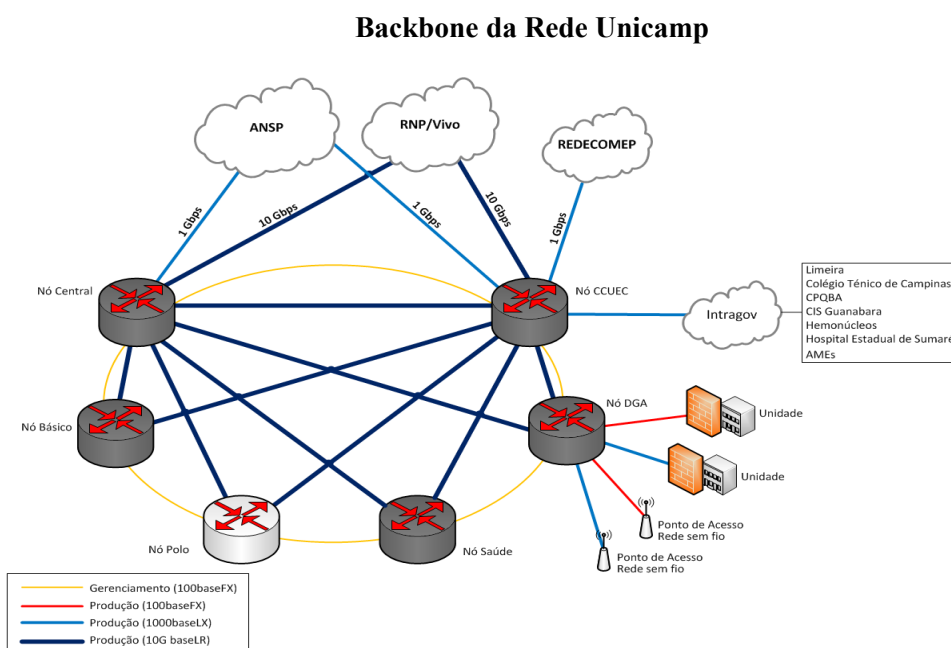 Backbone da Rede Unicamp
ANSP
RNP/Vivo
REDECOMEP
1 Gbps
10 Gbps
1 Gbps
10 Gbps
1 Gbps
Nó Central
Nó CCUEC
Intragov
Limeira
Colégio Ténico de Campinas
CPQBA
CIS Guanabara
Hemonúcleos
Hospital Estadual de Sumare
AMEs
Nó Básico
Nó DGA
Unidade
Unidade
Nó Polo
Nó Saúde
Ponto de Acesso
Rede sem fio
Ponto de Acesso
Rede sem fio
Gerenciamento (100baseFX)
Produção (100baseFX)
Produção (1000baseLX)
Produção (10G baseLR)